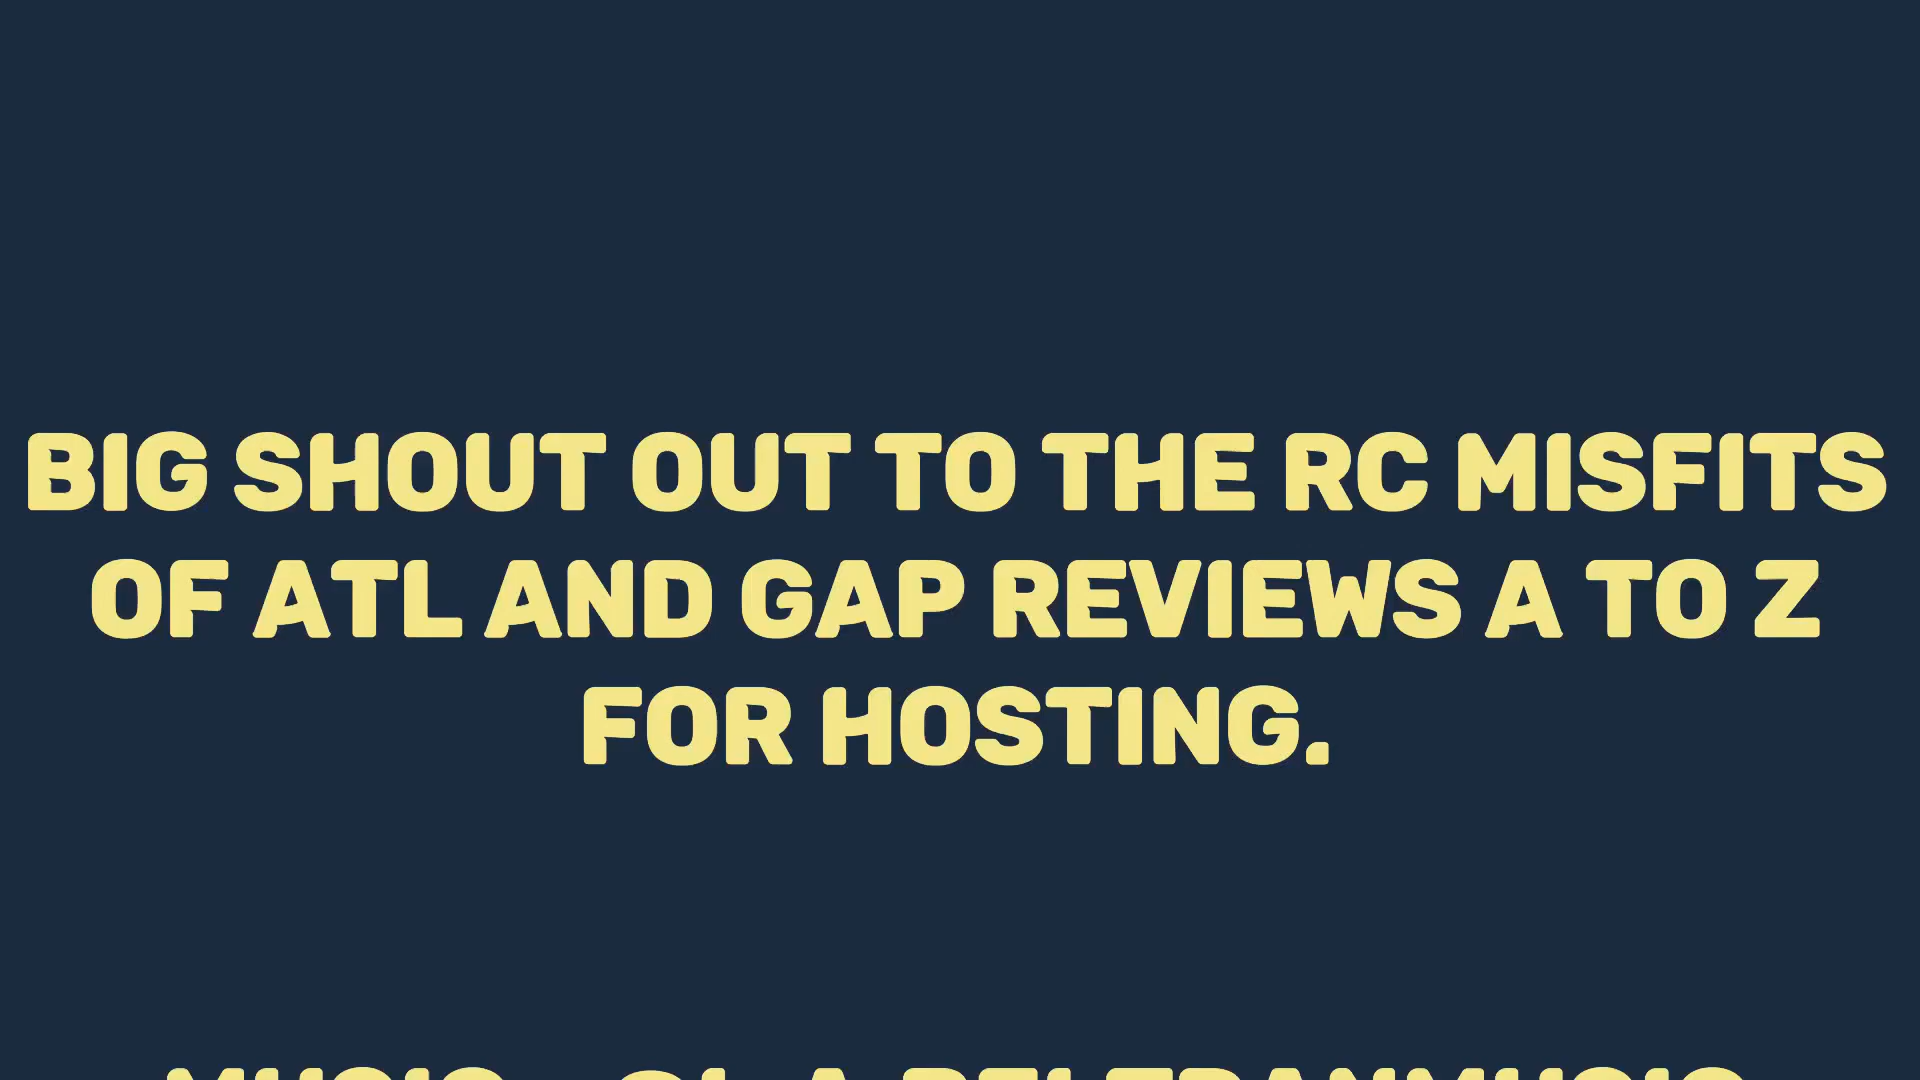 BIG SHOUT OUT TO THE RC MISFITS
OF ATL AND GAP REVIEWS A TO Z
FOR HOSTING.